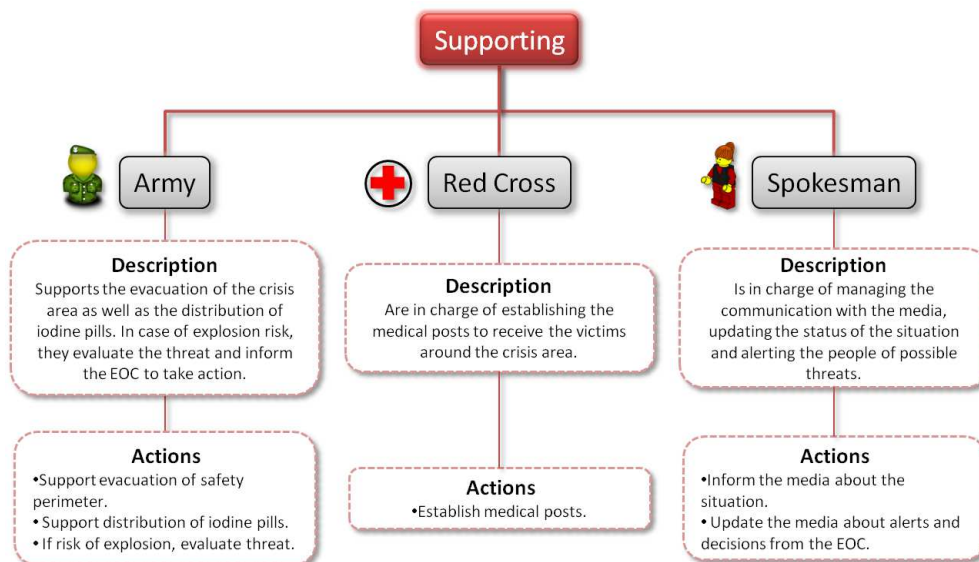 Supporting
Army
Description
Supports the evacuation of the crisis
area as well as the distribution of
iodine pills. In case of explosion risk,
they evaluate the threat and inform
the EOC to take action.
Actions
•Support evacuation of safety
perimeter.
• Support distribution of iodine pills.
• If risk of explosion, evaluate threat.
Red Cross
Description
Are in charge of establishing the
medical posts to receive the victims
around the crisis area.
Actions
•Establish medical posts.
Spokesman
Description
Is in charge of managing the
communication with the media,
updating the status of the situation
and alerting the people of possible
threats.
Actions
•Inform the media about the
situation.
• Update the media about alerts and
decisions from the EOC.